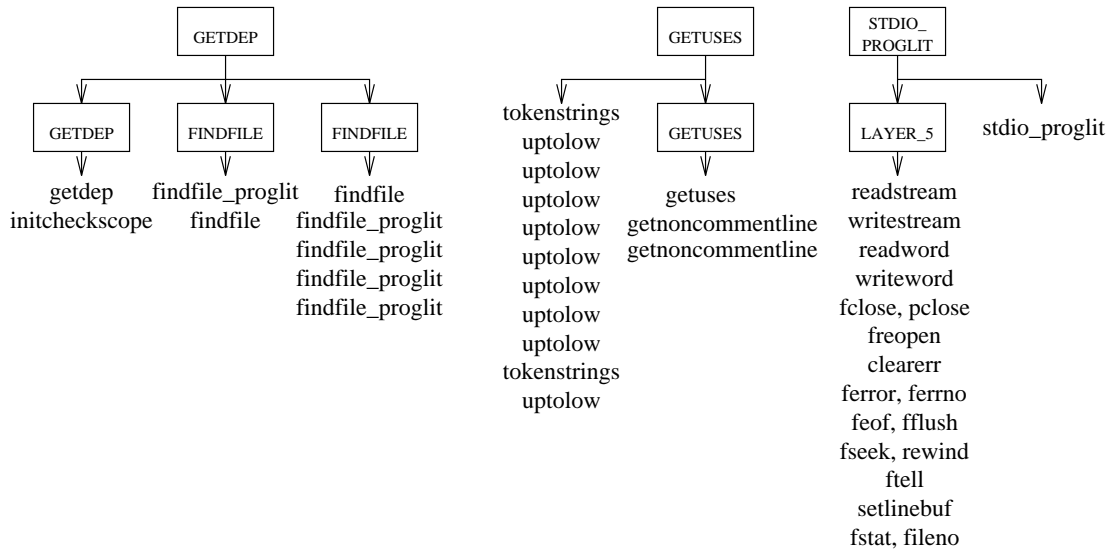 GETDEP
GETDEP
FINDFILE
FINDFILE
getdep
initcheckscope
findfile_proglit
findfile
findfile
findfile_proglit
findfile_proglit
findfile_proglit
findfile_proglit
GETUSES
tokenstrings
uptolow
uptolow
uptolow
uptolow
uptolow
uptolow
uptolow
uptolow
tokenstrings
uptolow
GETUSES
getuses
getnoncommentline
getnoncommentline
STDIO_
PROGLIT
LAYER_5
readstream
writestream
readword
writeword
fclose, pclose
freopen
clearerr
ferror, ferrno
feof, fflush
fseek, rewind
ftell
setlinebuf
fstat, fileno
stdio_proglit